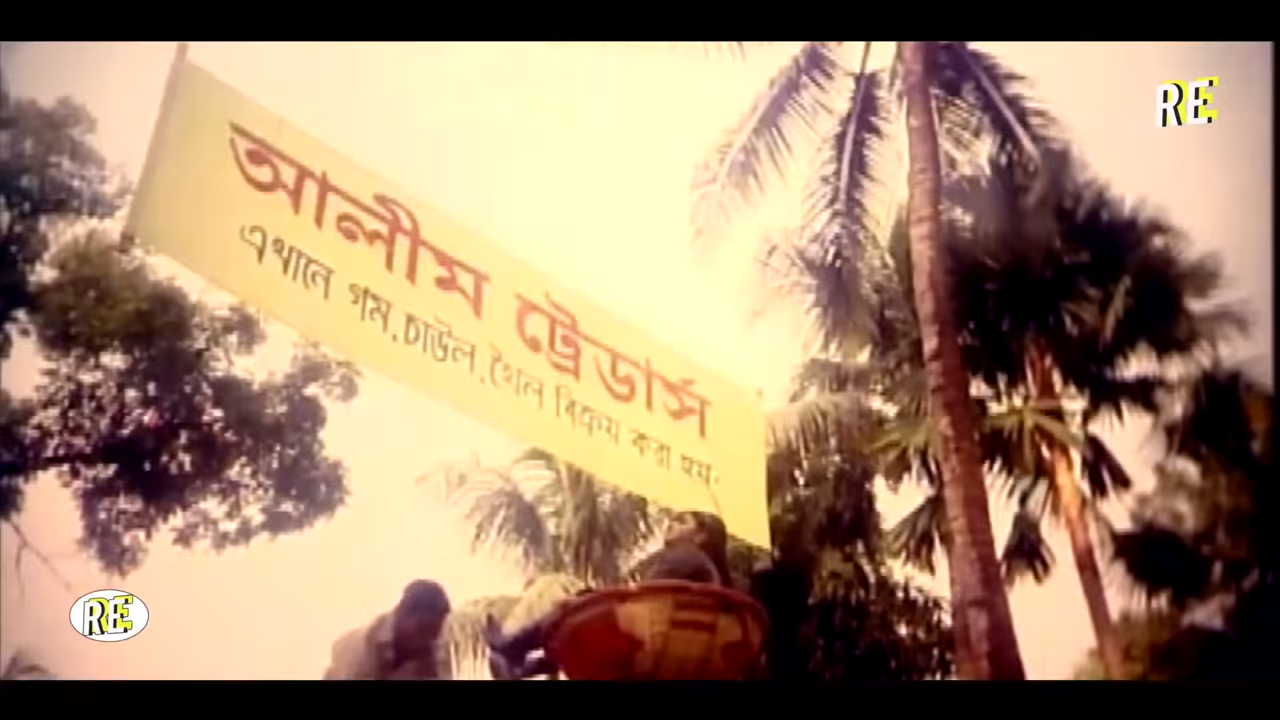 RE
আলীম ট্রেডার্স
এখানে গম, চাউল, খৈল বিক্রয় করা হয়.
RE